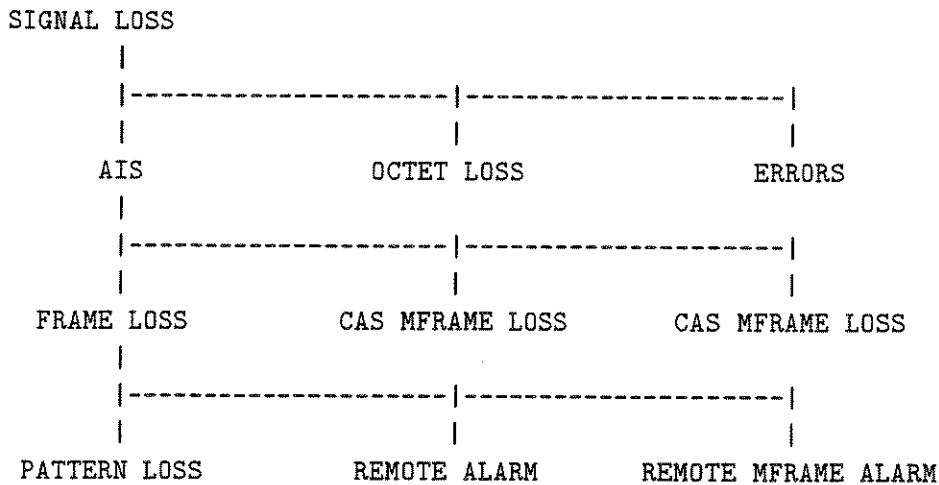 SIGNAL LOSS
AIS OCTET LOSS ERRORS
FRAME LOSS CAS MFRAME LOSS CAS MFRAME LOSS
PATTERN LOSS REMOTE ALARM REMOTE MFRAME ALARM